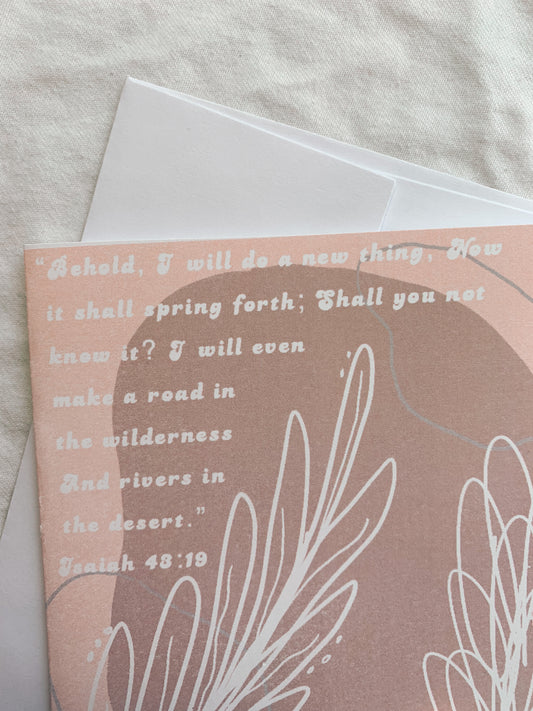 “Behold, I will do a new thing, Now
it shall spring forth; Shall you not
know it? I will even
make a road in
the wilderness
And rivers in
the desert.”
Isaiah 43:19